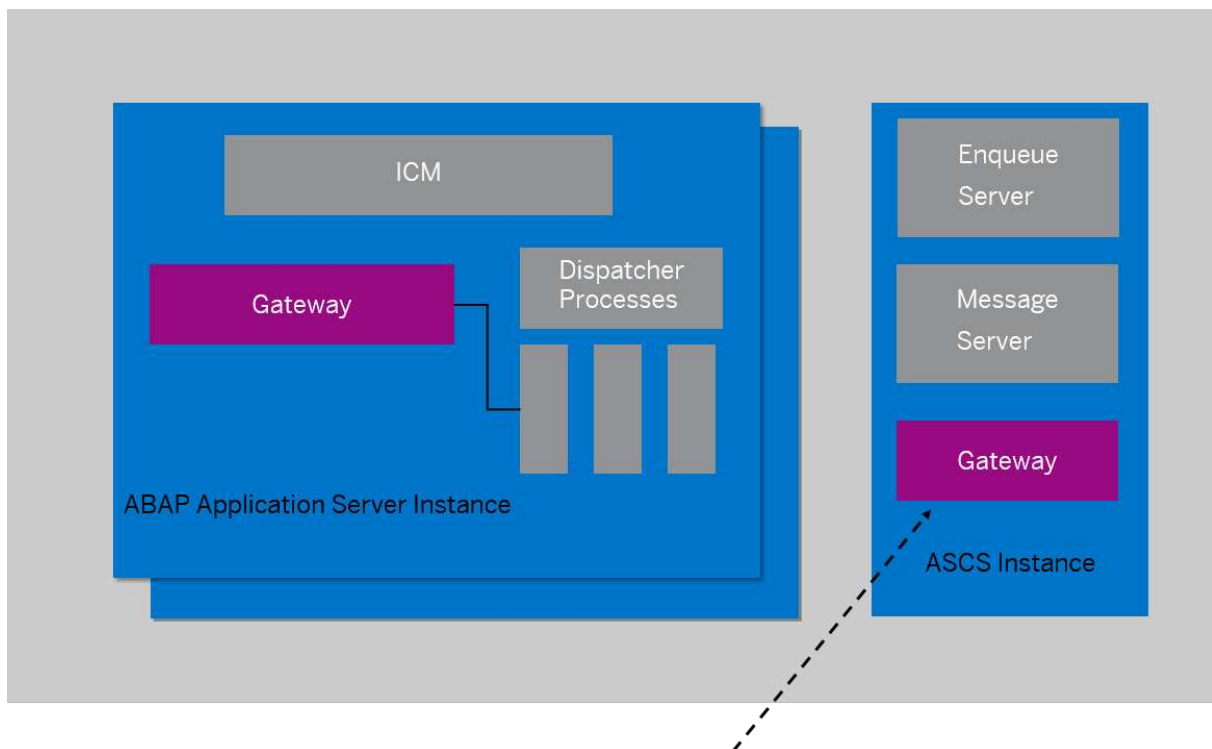 ICM
Gateway
Dispatcher
Processes
ABAP Application Server Instance
Enqueue
Server
Message
Server
Gateway
ASCS Instance